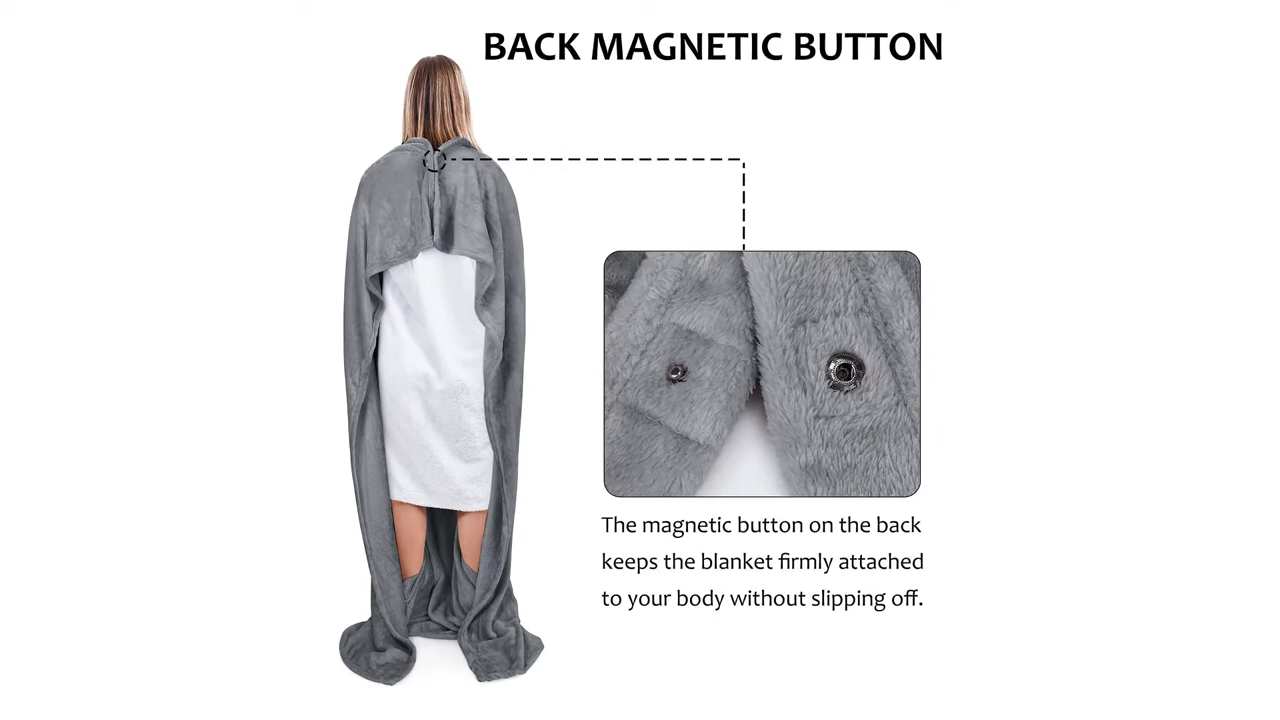 BACK MAGNETIC BUTTON
The magnetic button on the back
keeps the blanket firmly attached
to your body without slipping off.